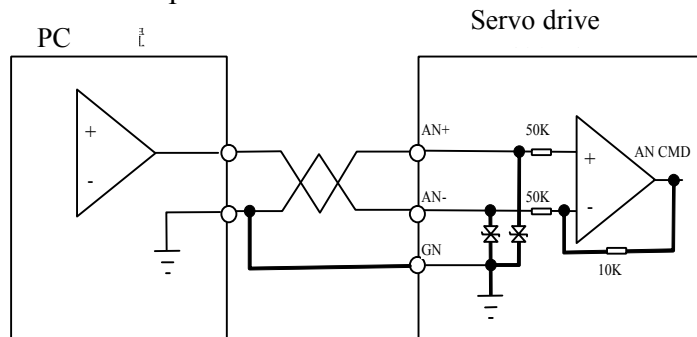 Servo drive
PC
+
-
AN+
50K
+
AN CMD
AN-
50K
-
GN
10K